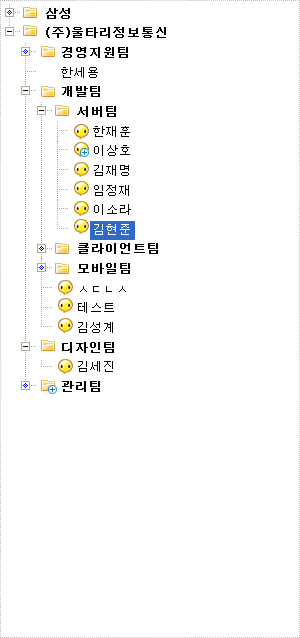 삼성
(주)울타리정보통신
경영지원팀
한세용
개발팀
서버팀
한재훈
이상호
김재명
임정재
이소라
김현준
클라이언트팀
모바일팀
ㅅㄷㄴㅅ
테스트
김성계
디자인팀
김세진
관리팀